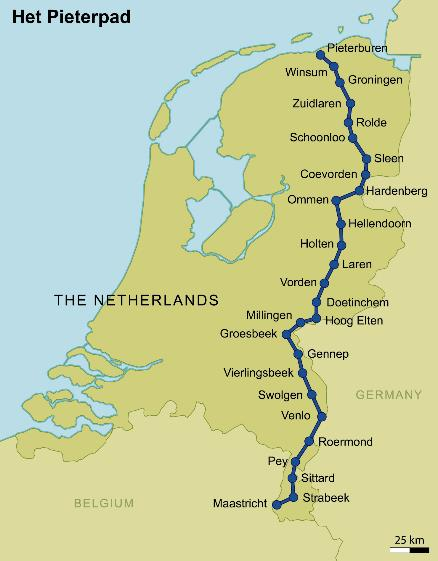 Het Pieterpad
Pieterburen
Winsum
Groningen
Zuidlaren
Rolde
Schoonloo
Sleen
Coevorden
Hardenberg
Ommen
Hellendoorn
Holten
Laren
Vorden
THE NETHERLANDS
Doetinchem
Millingen
Hoog Elten
Groesbeek
Gennep
Vierlingsbeek
Swolgen
GERMANY
Venlo
Roermond
Pey
Sittard
Strabeek
BELGIUM
Maastricht
25 km